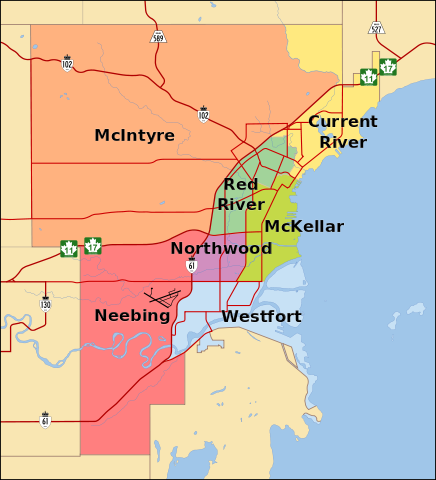 589
527
102
17
11
102
Current
River
McIntyre
Red
River
McKellar
11
17
Northwood
61
130
Neebing
Westfort
61